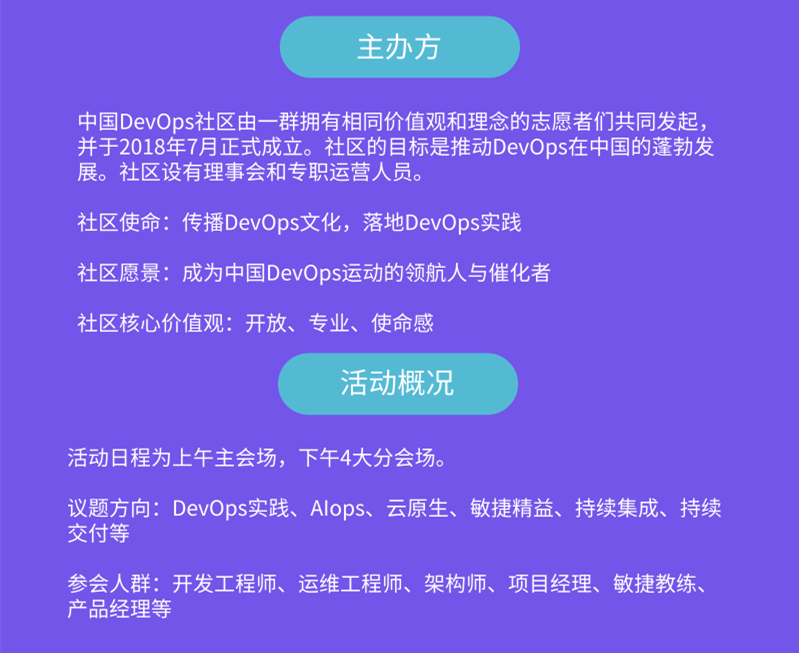 主办方
中国DevOps社区由一群拥有相同价值观和理念的志愿者们共同发起，
并于2018年7月正式成立。社区的目标是推动DevOps在中国的蓬勃发
展。社区设有理事会和专职运营人员。
社区使命：传播DevOps文化，落地DevOps实践
社区愿景：成为中国DevOps运动的领航人与催化者
社区核心价值观：开放、专业、使命感
活动概况
活动日程为上午主会场，下午4大分会场。
议题方向：DevOps实践、AIops、云原生、敏捷精益、持续集成、持续
交付等
参会人群：开发工程师、运维工程师、架构师、项目经理、敏捷教练、
产品经理等